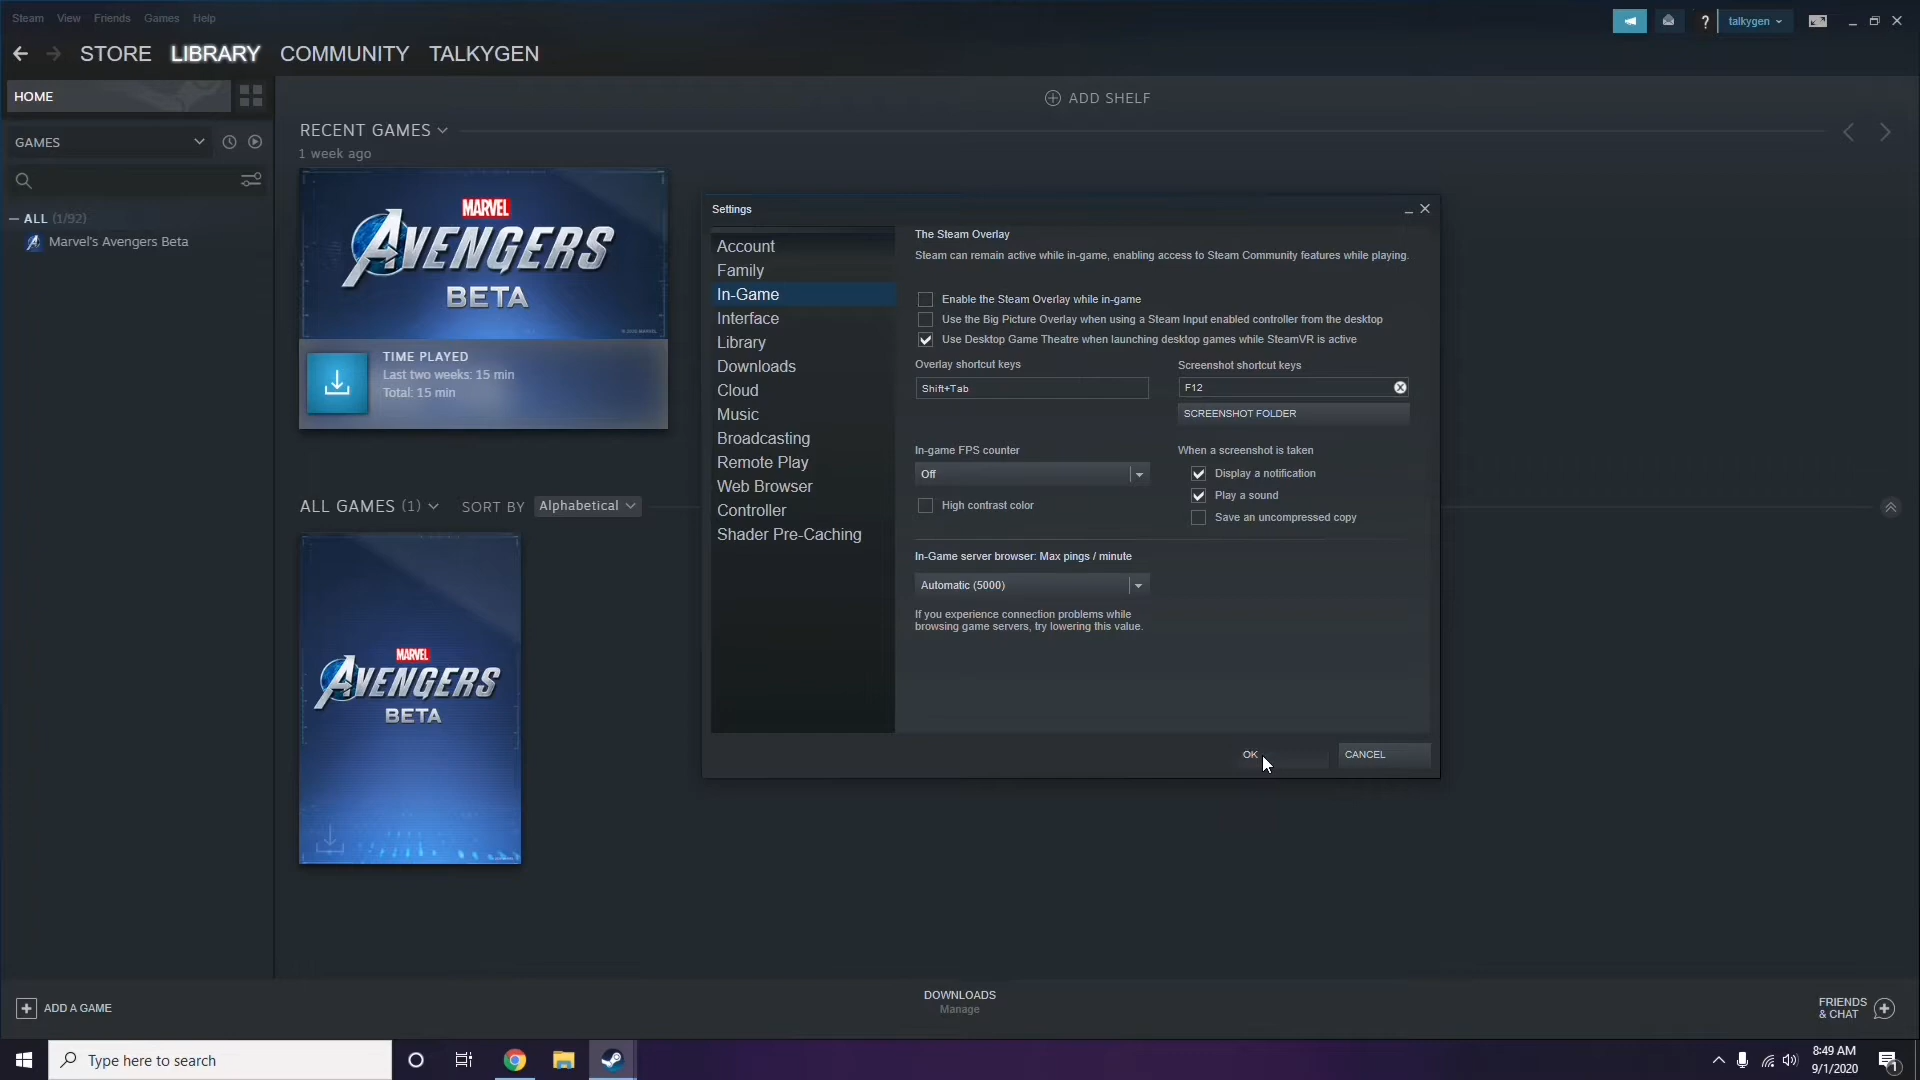 Steam View Friends Games Help
talkygen
STORE LIBRARY COMMUNITY TALKYGEN
HOME
ADD SHELF
GAMES
RECENT GAMES
1 week ago
ALL (1/92)
Marvel's Avengers Beta
MARVEL
AVENGERS
BETA
TIME PLAYED
Last two weeks: 15 min
Total: 15 min
ALL GAMES (1) SORT BY Alphabetical
MARVEL
AVENGERS
BETA
Settings
Account
Family
In-Game
Interface
Library
Downloads
Cloud
Music
Broadcasting
Remote Play
Web Browser
Controller
Shader Pre-Caching
The Steam Overlay
Steam can remain active while in-game, enabling access to Steam Community features while playing.
Enable the Steam Overlay while in-game
Use the Big Picture Overlay when using a Steam Input enabled controller from the desktop
Use Desktop Game Theatre when launching desktop games while SteamVR is active
Overlay shortcut keys
Shift+Tab
Screenshot shortcut keys
F12
SCREENSHOT FOLDER
In-game FPS counter
Off
High contrast color
When a screenshot is taken
Display a notification
Play a sound
Save an uncompressed copy
In-Game server browser: Max pings / minute
Automatic (5000)
If you experience connection problems while
browsing game servers, try lowering this value.
OK
CANCEL
ADD A GAME
DOWNLOADS
Manage
FRIENDS
& CHAT
Type here to search
8:49 AM
9/1/2020
1